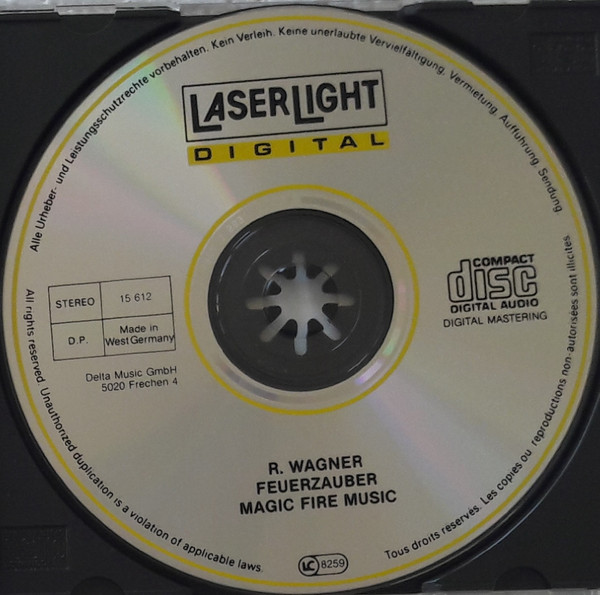 Alle Urheber- und Leistungsschutzrechte vorbehalten. Kein Verleih. Keine unerlaubte Vervielfältigung, Vermietung, Aufführung, Sendung
LASERLIGHT
DIGITAL
STEREO 15 612
D.P. Made in West Germany
Delta Music GmbH
5020 Frechen 4
COMPACT
disc
DIGITAL AUDIO
DIGITAL MASTERING
R. WAGNER
FEUERZAUBER
MAGIC FIRE MUSIC
LC 8259
All rights reserved. Unauthorized duplication is a violation of applicable laws.
Tous droits reservés. Les copies ou reproductions non-autorisées sont illicites